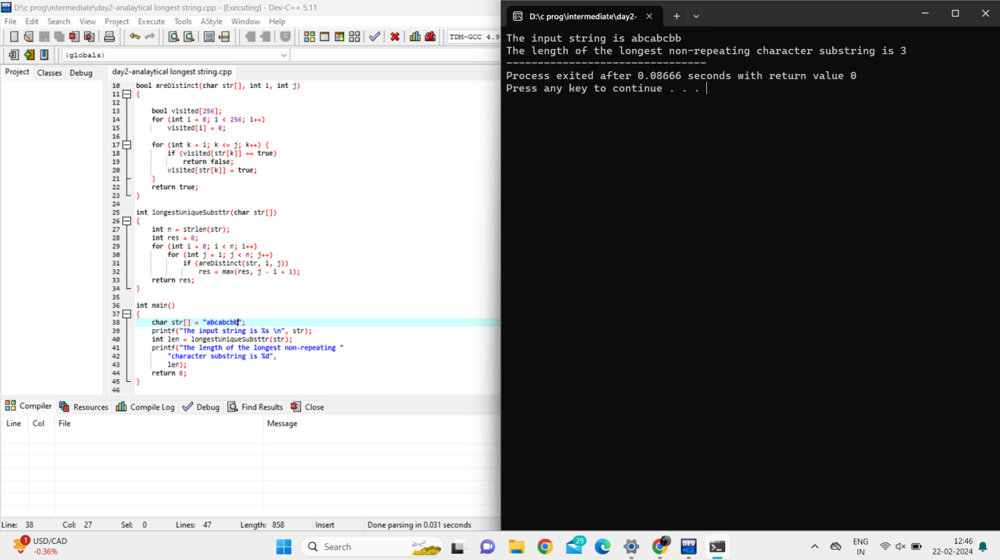 D:\c prog\intermediate\day2-analaytical longest string.cpp - [Executing] - Dev-C++ 5.11
File Edit Search View Project Execute Tools AStyle Window Help
TDM-GCC 4.9
(globals)
Project Classes Debug
day2-analaytical longest string.cpp
10 bool areDistinct(char str[], int i, int j)
11 {
12
13 bool visited[256];
14 for (int i = 0; i < 256; i++)
15 visited[i] = 0;
16
17 for (int k = i; k <= j; k++) {
18 if (visited[str[k]] == true)
19 return false;
20 visited[str[k]] = true;
21 }
22 return true;
23 }
24
25 int longestUniqueSubsttr(char str[])
26 {
27 int n = strlen(str);
28 int res = 0;
29 for (int i = 0; i < n; i++)
30 for (int j = i; j < n; j++)
31 if (areDistinct(str, i, j))
32 res = max(res, j - i + 1);
33 return res;
34 }
35
36 int main()
37 {
38 char str[] = "abcabcbb";
39 printf("The input string is %s \n", str);
40 int len = longestUniqueSubsttr(str);
41 printf("The length of the longest non-repeating "
42 "character substring is %d",
43 len);
44 return 0;
45 }
46
Compiler Resources Compile Log Debug Find Results Close
Line Col File Message
Line: 38 Col: 27 Sel: 0 Lines: 47 Length: 858 Insert Done parsing in 0.031 seconds
D:\c prog\intermediate\day2-
The input string is abcabcbb
The length of the longest non-repeating character substring is 3
--------------------------------
Process exited after 0.08666 seconds with return value 0
Press any key to continue . . .
1
USD/CAD
-0.36%
Search
29
DEV
ENG
IN
12:46
22-02-2024